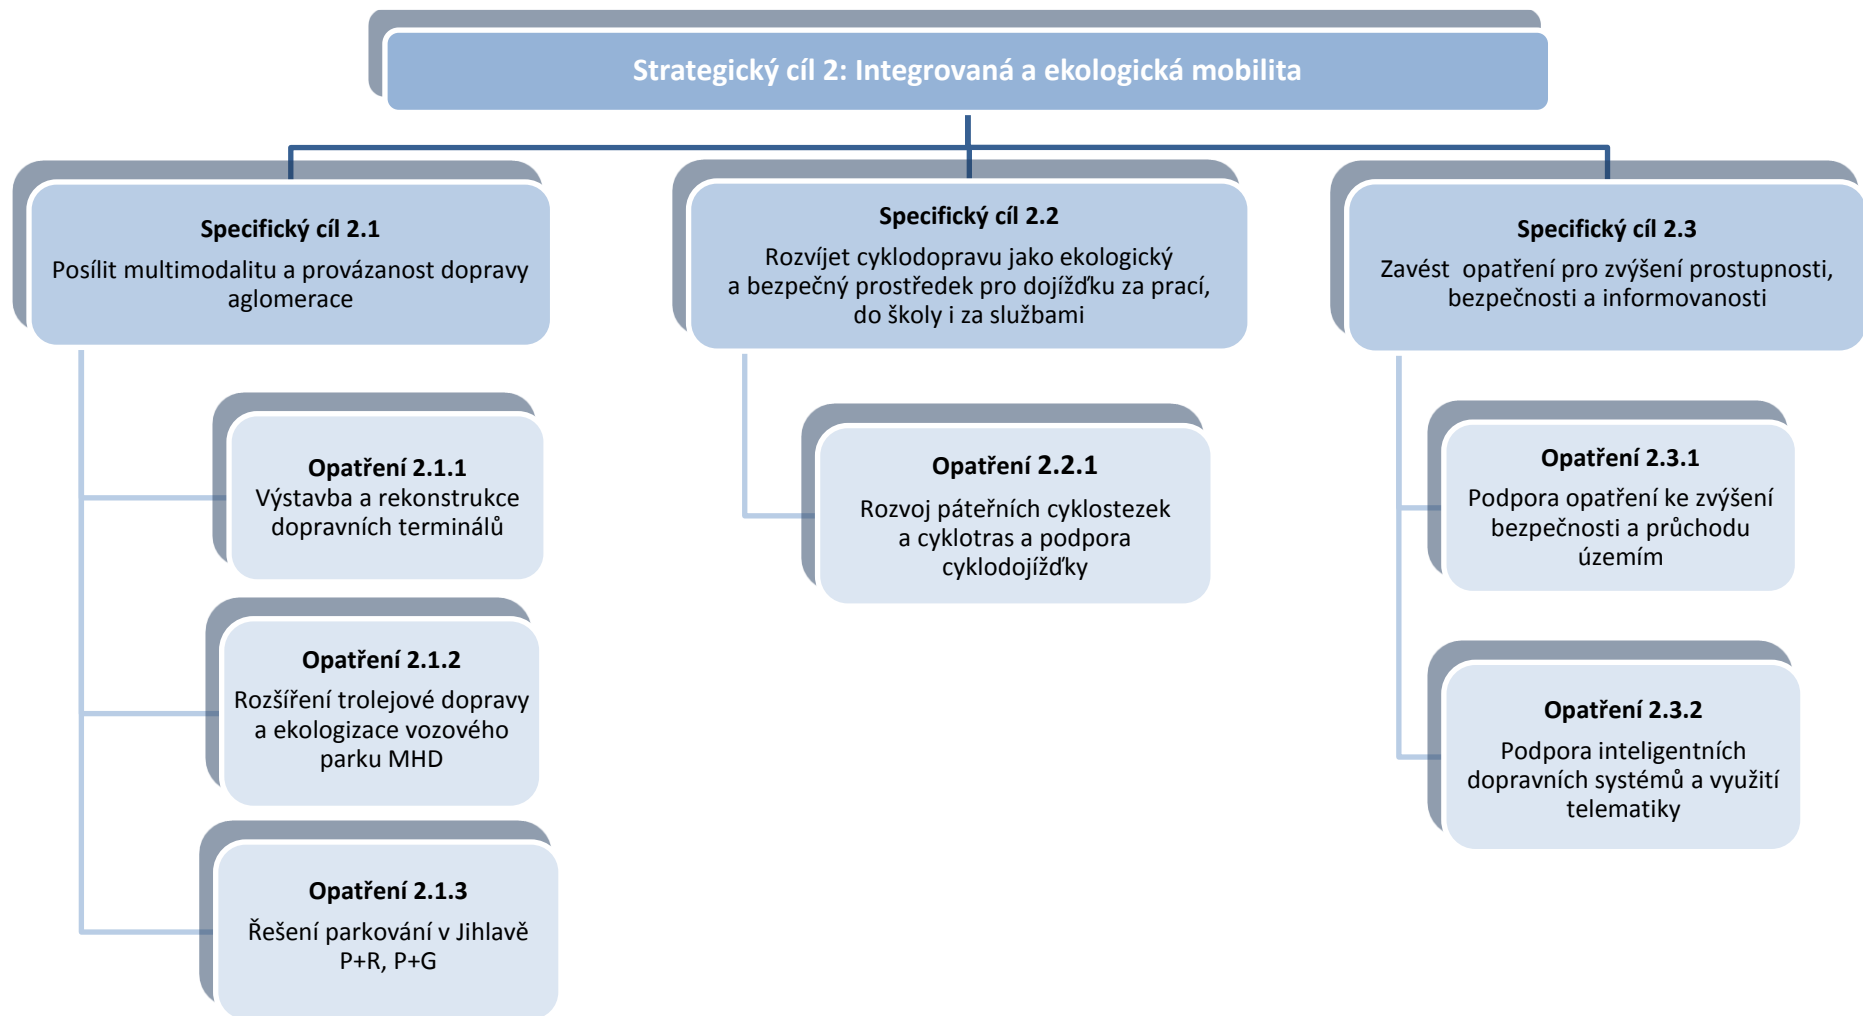 Strategický cíl 2: Integrovaná a ekologická mobilita
Specifický cíl 2.1
Posílit multimodalitu a provázanost dopravy
aglomerace
Specifický cíl 2.2
Rozvíjet cyklodopravu jako ekologický
a bezpečný prostředek pro dojížďku za prací,
do školy i za službami
Specifický cíl 2.3
Zavést opatření pro zvýšení prostupnosti,
bezpečnosti a informovanosti
Opatření 2.1.1
Výstavba a rekonstrukce
dopravních terminálů
Opatření 2.1.2
Rozšíření trolejové dopravy
a ekologizace vozového
parku MHD
Opatření 2.1.3
Řešení parkování v Jihlavě
P+R, P+G
Opatření 2.2.1
Rozvoj páteřních cyklostezek
a cyklotras a podpora
cyklodojížďky
Opatření 2.3.1
Podpora opatření ke zvýšení
bezpečnosti a průchodu
územím
Opatření 2.3.2
Podpora inteligentních
dopravních systémů a využití
telematiky